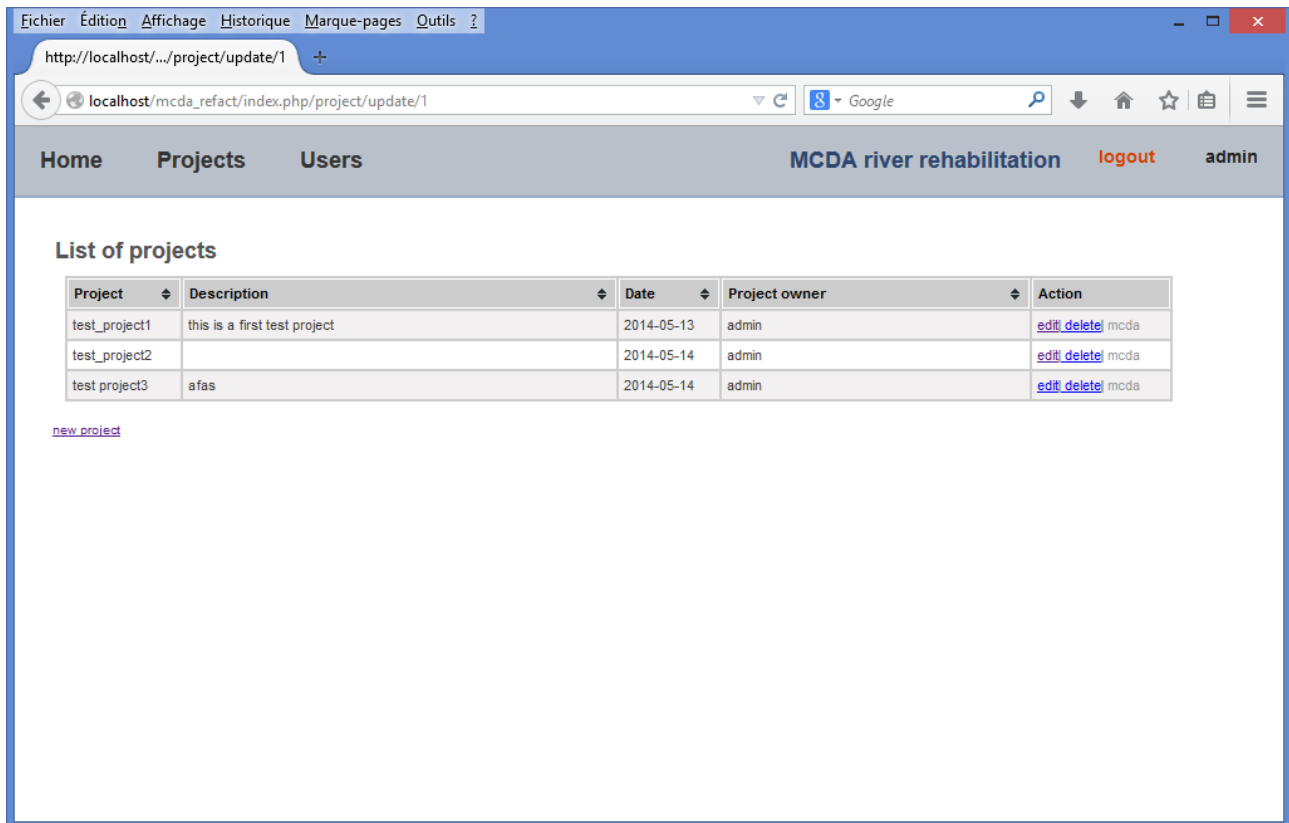 Fichier Édition Affichage Historique Marque-pages Outils ?
http://localhost/.../project/update/1
localhost/mcda_refact/index.php/project/update/1 8 Google
Home Projects Users MCDA river rehabilitation logout admin
List of projects
Project Description Date Project owner Action
test_project1 this is a first test project 2014-05-13 admin edit| delete| mcda
test_project2 2014-05-14 admin edit| delete| mcda
test project3 afas 2014-05-14 admin edit| delete| mcda
new project